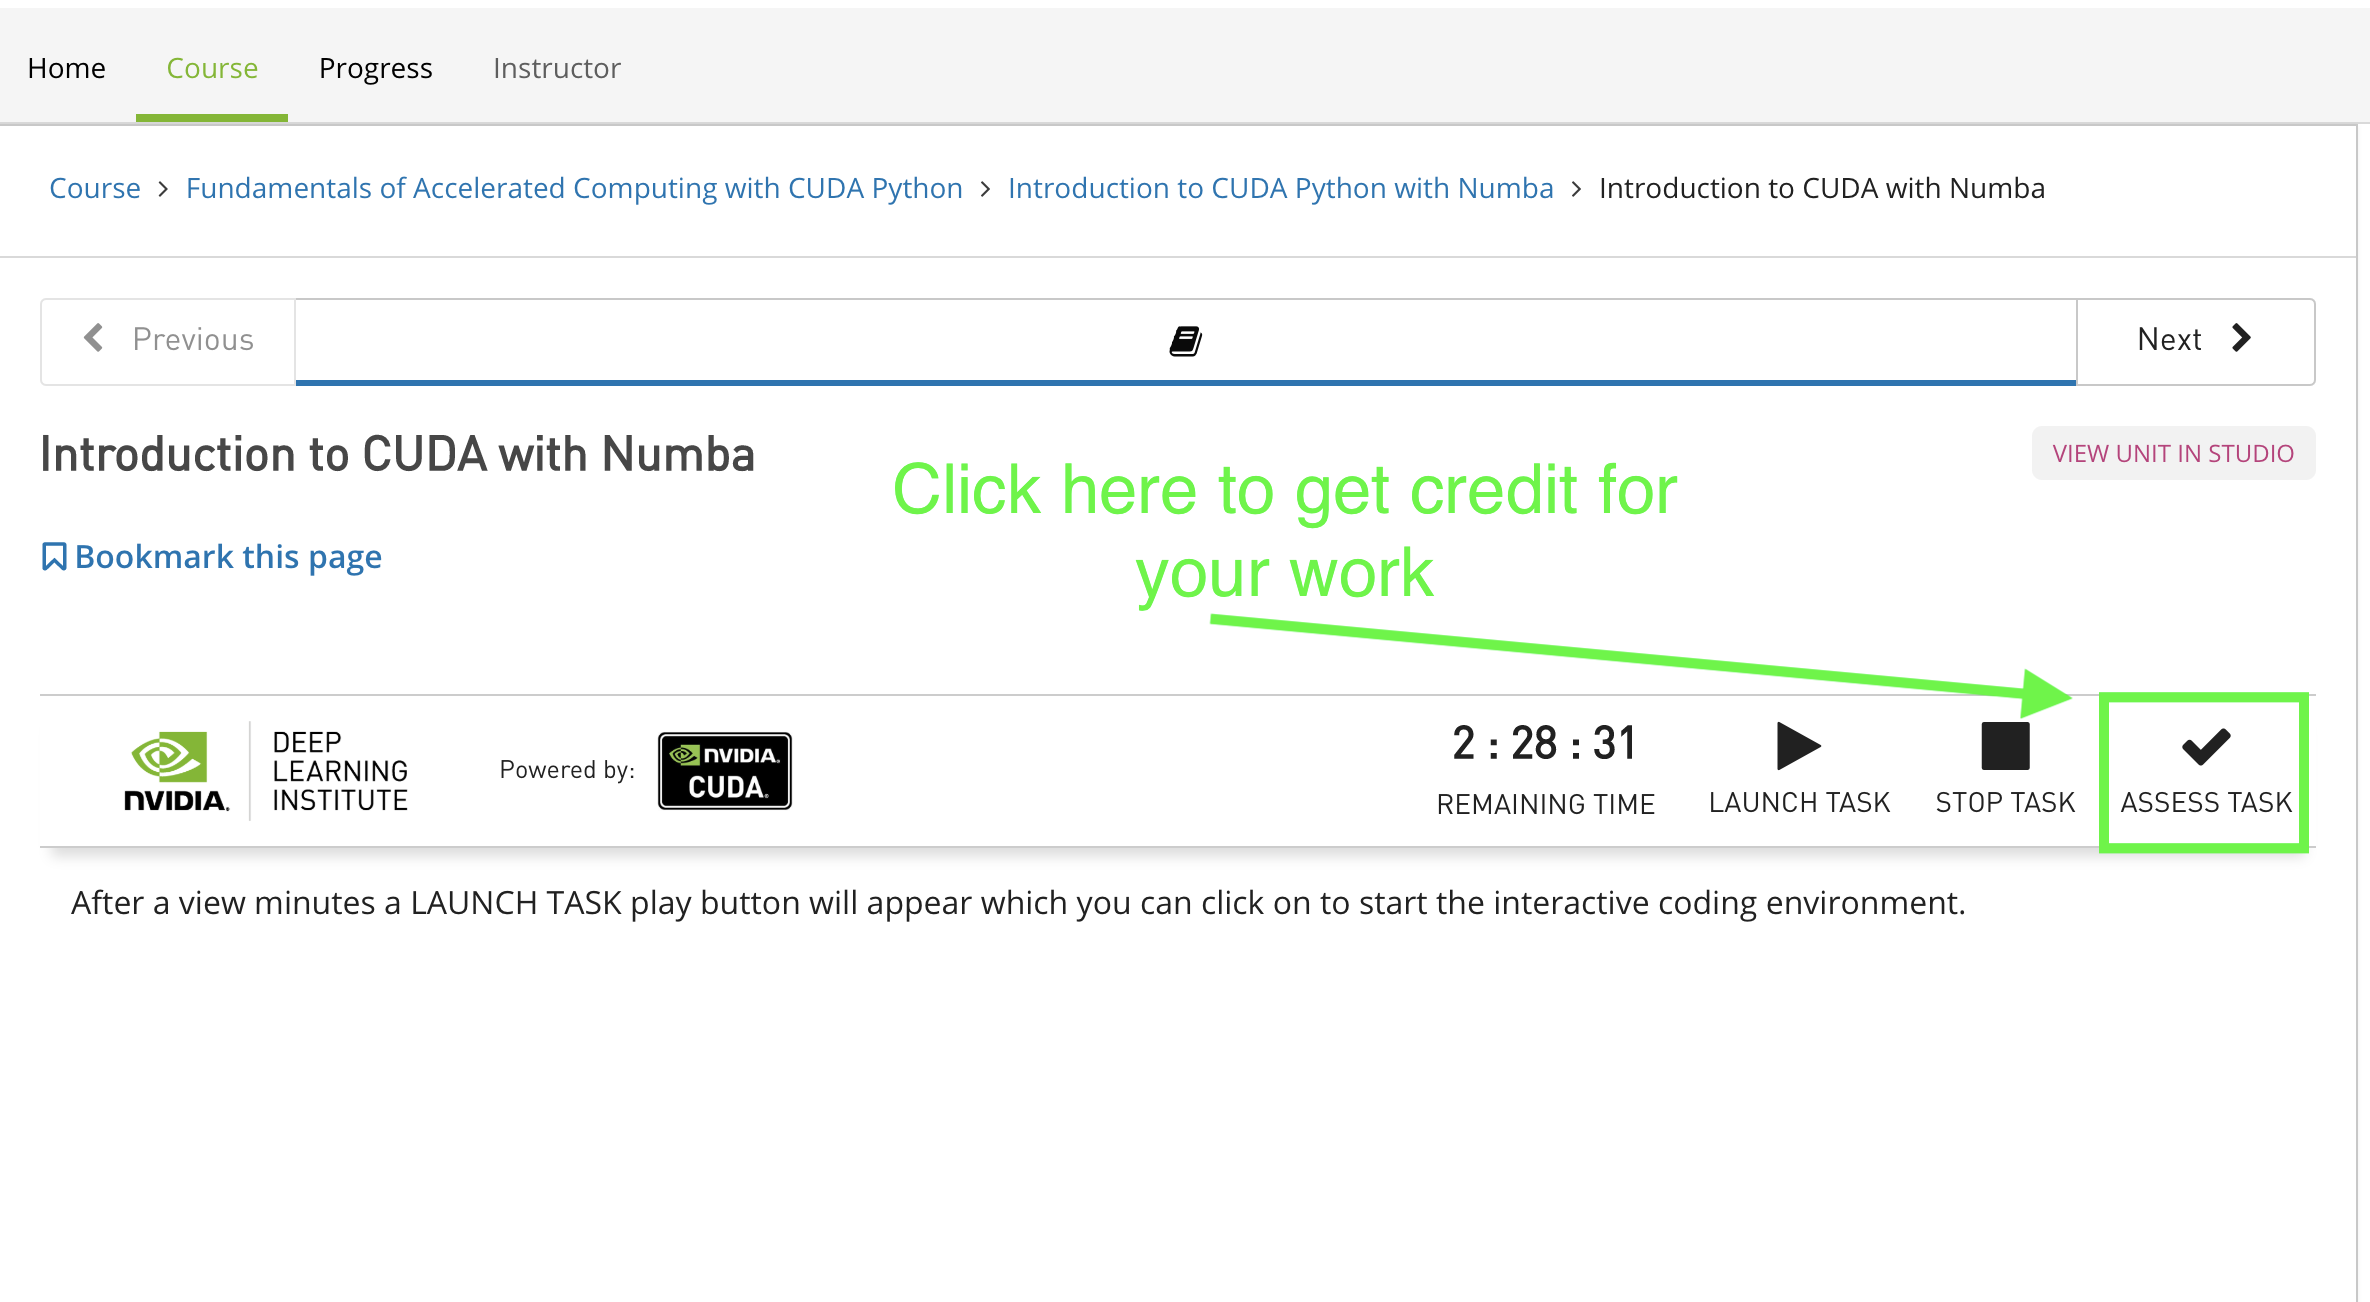 Home Course Progress Instructor
Course > Fundamentals of Accelerated Computing with CUDA Python > Introduction to CUDA Python with Numba > Introduction to CUDA with Numba
Previous
Next
Introduction to CUDA with Numba
VIEW UNIT IN STUDIO
Click here to get credit for
your work
Bookmark this page
NVIDIA.
DEEP
LEARNING
INSTITUTE
Powered by:
NVIDIA.
CUDA.
2 : 28 : 31
REMAINING TIME
LAUNCH TASK
STOP TASK
ASSESS TASK
After a view minutes a LAUNCH TASK play button will appear which you can click on to start the interactive coding environment.